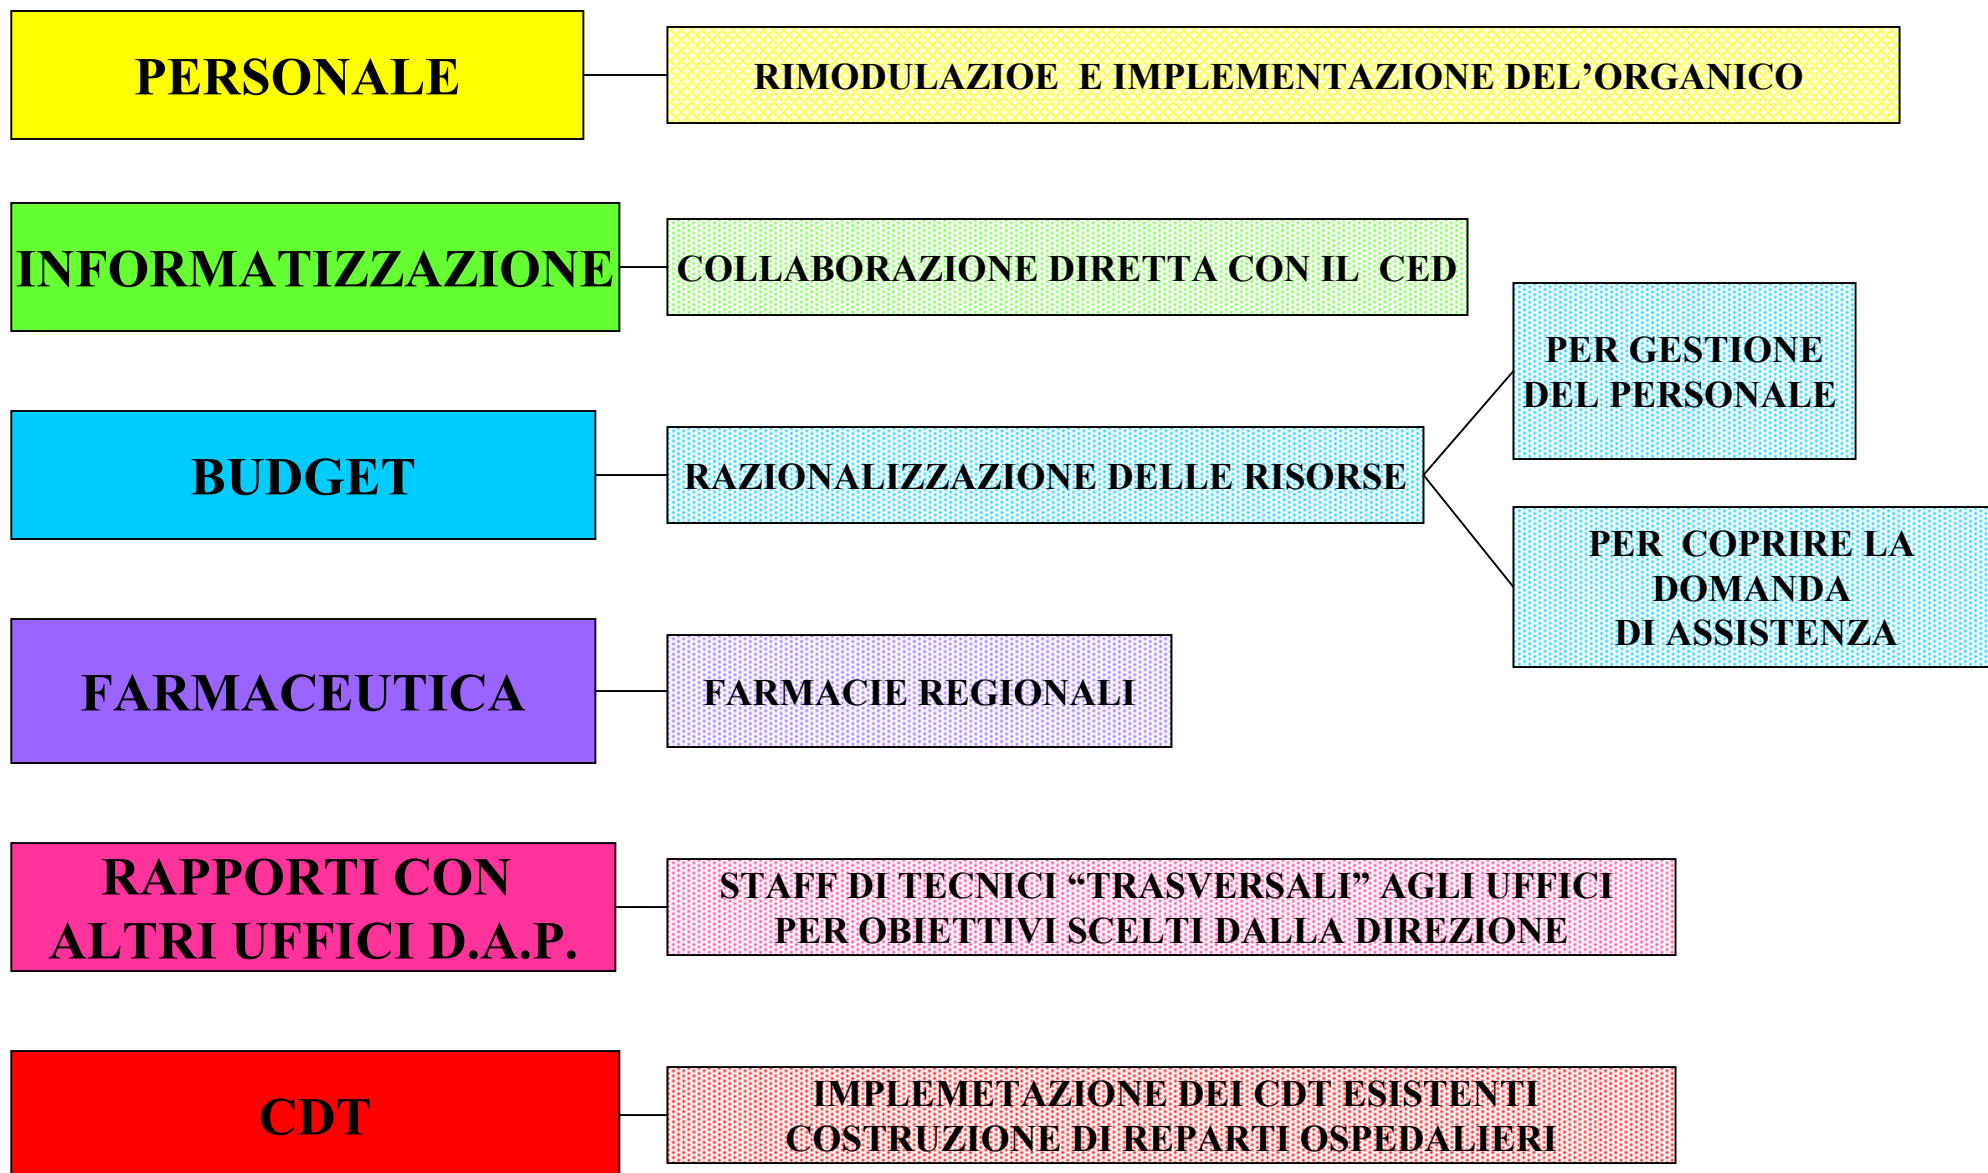 PERSONALE
RIMODULAZIOE E IMPLEMENTAZIONE DEL’ORGANICO
INFORMATIZZAZIONE
COLLABORAZIONE DIRETTA CON IL CED
PER GESTIONE
DEL PERSONALE
BUDGET
RAZIONALIZZAZIONE DELLE RISORSE
PER COPRIRE LA
DOMANDA
DI ASSISTENZA
FARMACEUTICA
FARMACIE REGIONALI
RAPPORTI CON
ALTRI UFFICI D.A.P.
STAFF DI TECNICI “TRASVERSALI” AGLI UFFICI
PER OBIETTIVI SCELTI DALLA DIREZIONE
CDT
IMPLEMETAZIONE DEI CDT ESISTENTI
COSTRUZIONE DI REPARTI OSPEDALIERI